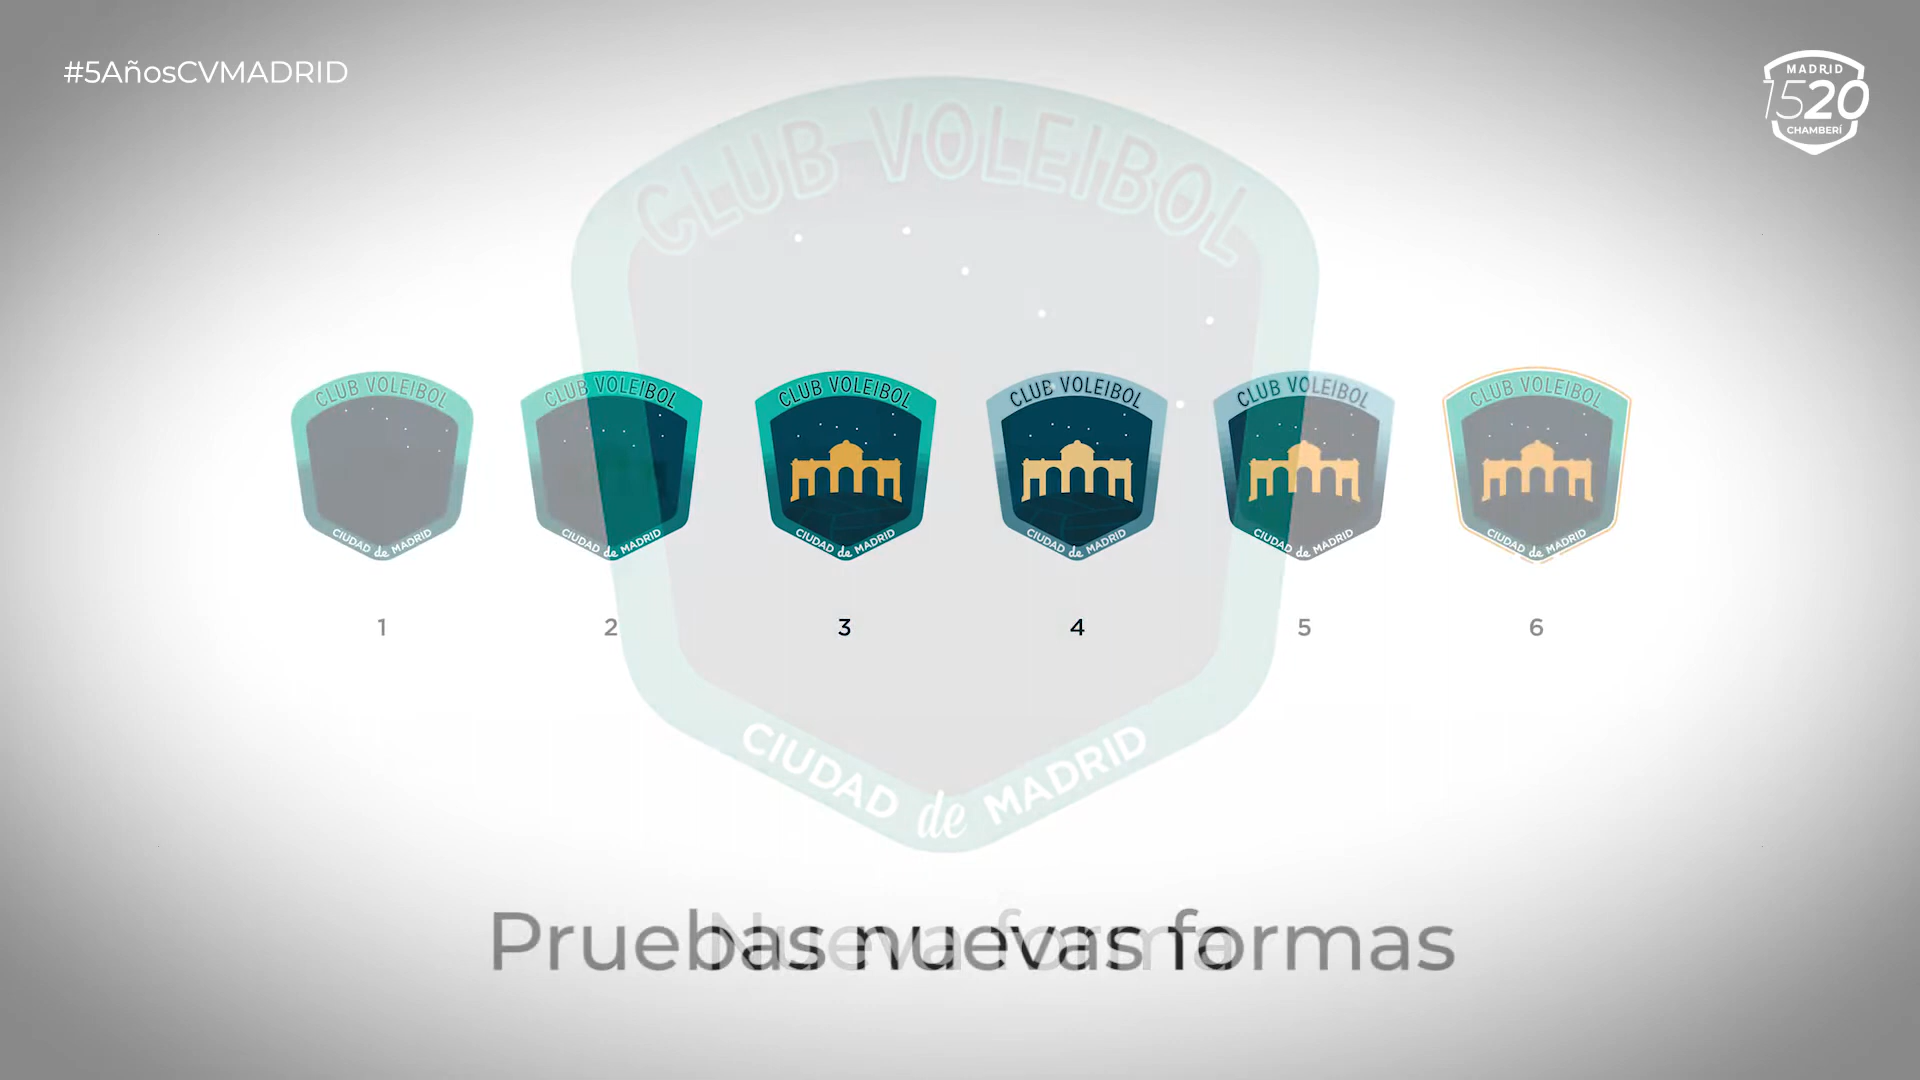 #5AñosCVMADRID
MADRID
1520
CHAMBERÍ
CLUB VOLEIBOL
CLUB VOLEIBOL
CLUB VOLEIBOL
CLUB VOLEIBOL
CLUB VOLEIBOL
CLUB VOLEIBOL
CLUB VOLEIBOL
CIUDAD de MADRID
CIUDAD de MADRID
CIUDAD de MADRID
CIUDAD de MADRID
CIUDAD de MADRID
CIUDAD de MADRID
1 2 3 4 5 6
CIUDAD de MADRID
Pruebas nuevas formas
Nueva forma